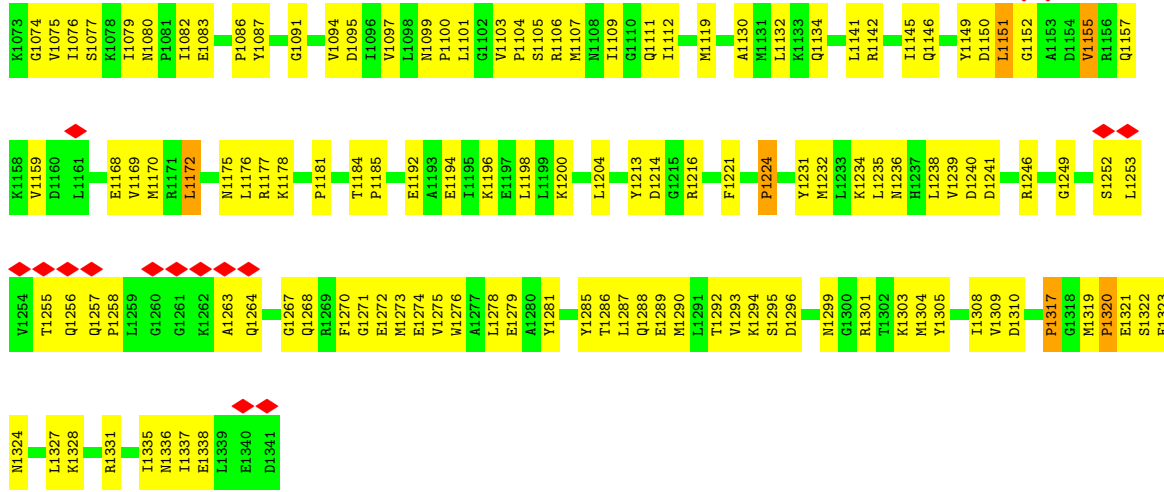 K1073 G1074 V1075 I1076 S1077 K1078 I1079 N1080 P1081 I1082 E1083 P1086 Y1087 G1091 V1094 D1095 I1096 V1097 L1098 N1099 P1100 L1101 G1102 V1103 P1104 S1105 R1106 M1107 N1108 I1109 G1110 Q1111 I1112 M1119 A1130 M1131 L1132 K1133 Q1134 L1141 R1142 I1145 Q1146 Y1149 D1150 L1151 G1152 A1153 D1154 V1155 R1156 Q1157
K1158 V1159 D1160 L1161 E1168 V1169 M1170 R1171 L1172 N1175 L1176 R1177 K1178 P1181 T1184 P1185 E1192 A1193 E1194 I1195 K1196 E1197 L1198 L1199 K1200 L1204 Y1213 D1214 G1215 R1216 F1221 P1224 Y1231 M1232 L1233 K1234 L1235 N1236 H1237 L1238 V1239 D1240 D1241 R1246 G1249 S1252 L1253
V1254 T1255 Q1256 Q1257 P1258 L1259 G1260 G1261 K1262 A1263 Q1264 G1267 Q1268 R1269 F1270 G1271 E1272 M1273 E1274 V1275 W1276 A1277 L1278 E1279 A1280 Y1281 Y1285 T1286 L1287 Q1288 E1289 M1290 L1291 T1292 V1293 K1294 S1295 D1296 N1299 G1300 R1301 T1302 K1303 M1304 Y1305 I1308 V1309 D1310 P1317 G1318 M1319 P1320 E1321 S1322
N1324 L1327 K1328 R1331 I1335 N1336 I1337 E1338 L1339 E1340 D1341